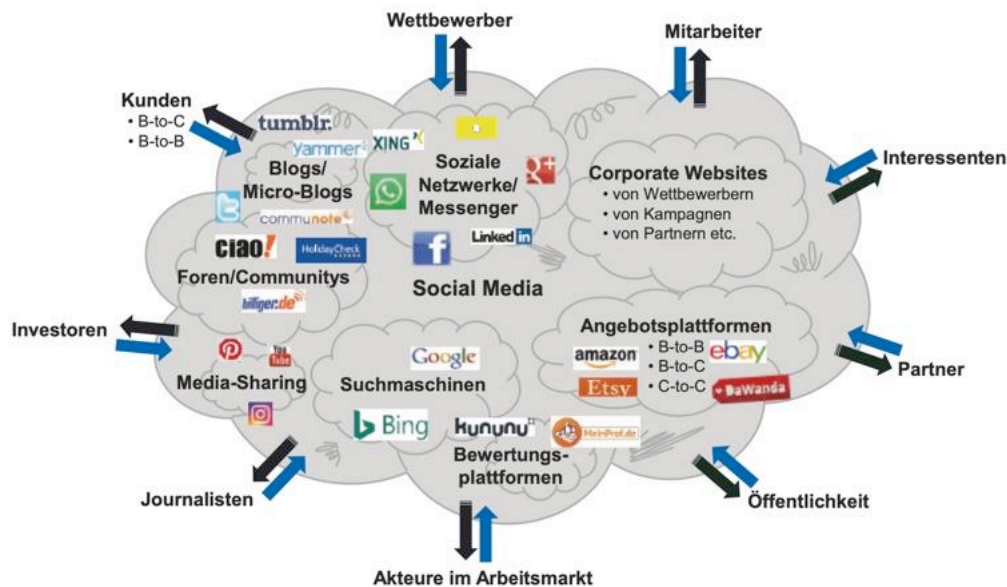 Wettbewerber
Mitarbeiter
Kunden
• B-to-C
• B-to-B
tumblr.
yammer
XING
Blogs/
Micro-Blogs
communote
Soziale
Netzwerke/
Messenger
g+
Corporate Websites
• von Wettbewerbern
• von Kampagnen
• von Partnern etc.
Interessenten
ciao!
HolidayCheck
Foren/Communitys
billiger.de
f
Linked in
Social Media
Investoren
You
Tube
Media-Sharing
Google
Suchmaschinen
Bing
Angebotsplattformen
amazon
• B-to-B
ebay
• B-to-C
Etsy
• C-to-C
DaWanda
Partner
kununu
MeinProf.de
Bewertungs-
plattformen
Journalisten
Öffentlichkeit
Akteure im Arbeitsmarkt